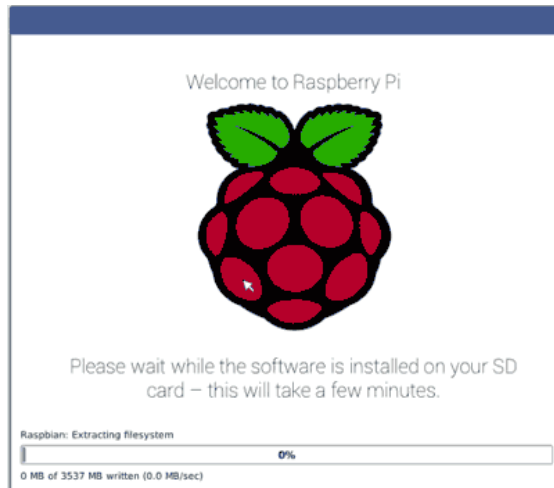 Welcome to Raspberry Pi
Please wait while the software is installed on your SD
card – this will take a few minutes.
Raspbian: Extracting filesystem
0%
0 MB of 3537 MB written (0.0 MB/sec)